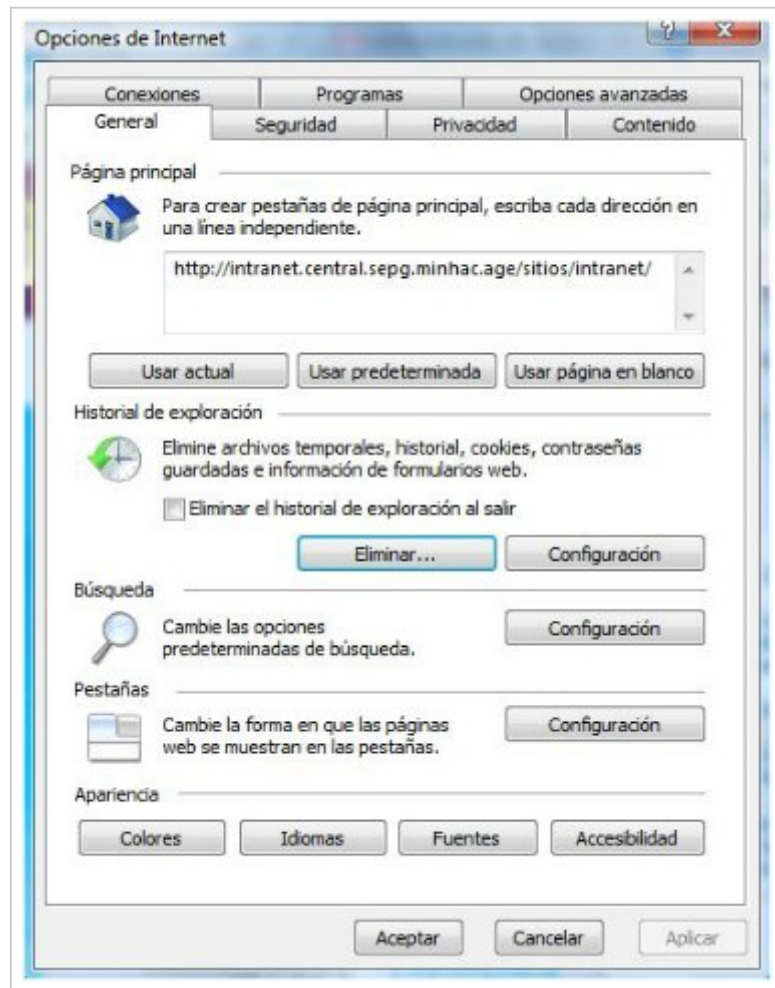 Opciones de Internet
Conexiones Programas Opciones avanzadas
General Seguridad Privacidad Contenido
Página principal
Para crear pestañas de página principal, escriba cada dirección en
una línea independiente.
http://intranet.central.sepg.minhac.age/sitios/intranet/
Usar actual Usar predeterminada Usar página en blanco
Historial de exploración
Elimine archivos temporales, historial, cookies, contraseñas
guardadas e información de formularios web.
Eliminar el historial de exploración al salir
Eliminar... Configuración
Búsqueda
Cambie las opciones
predeterminadas de búsqueda.
Configuración
Pestañas
Cambie la forma en que las páginas
web se muestran en las pestañas.
Configuración
Apariencia
Colores Idiomas Fuentes Accesibilidad
Aceptar Cancelar Aplicar